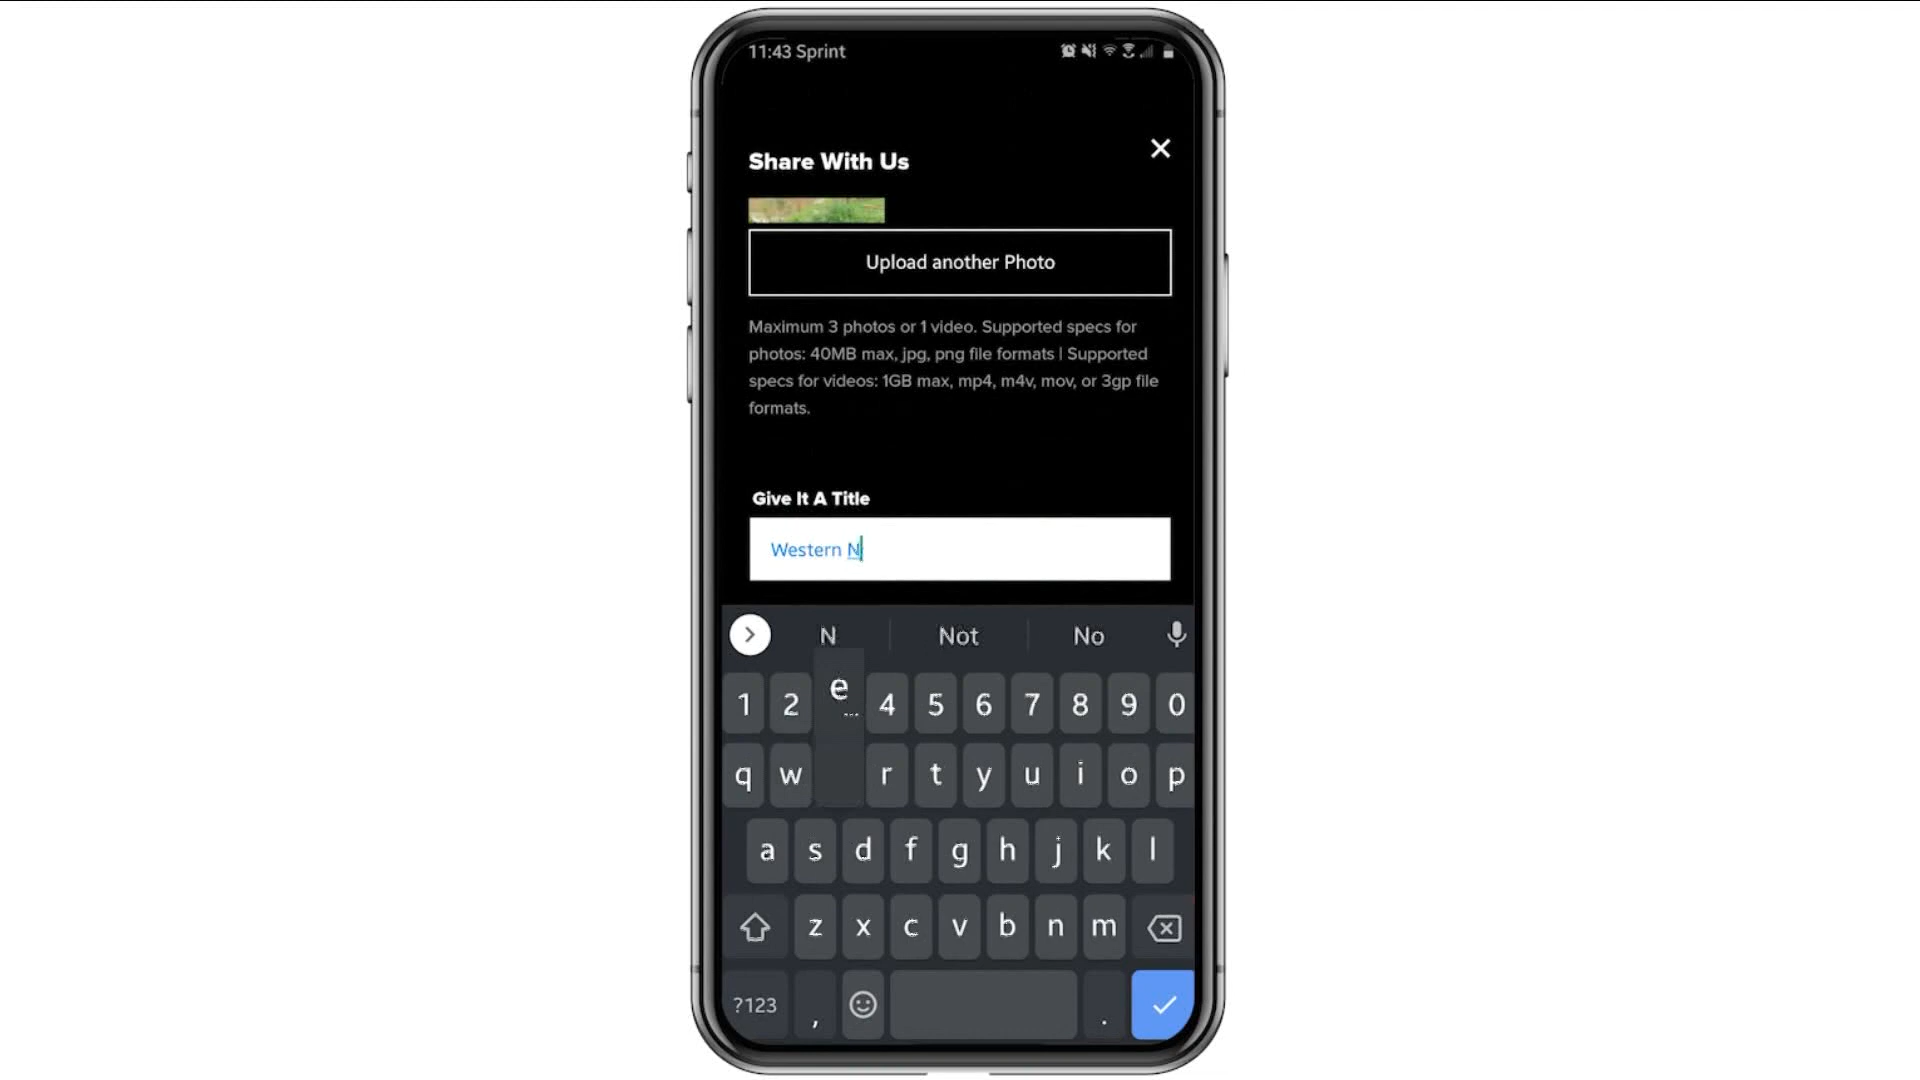 11:43 Sprint
Share With Us
Upload another Photo
Maximum 3 photos or 1 video. Supported specs for
photos: 40MB max, jpg, png file formats | Supported
specs for videos: 1GB max, mp4, m4v, mov, or 3gp file
formats.
Give It A Title
Western N
N Not No
1 2 e... 4 5 6 7 8 9 0
q w r t y u i o p
a s d f g h j k l
z x c v b n m
?123 , .